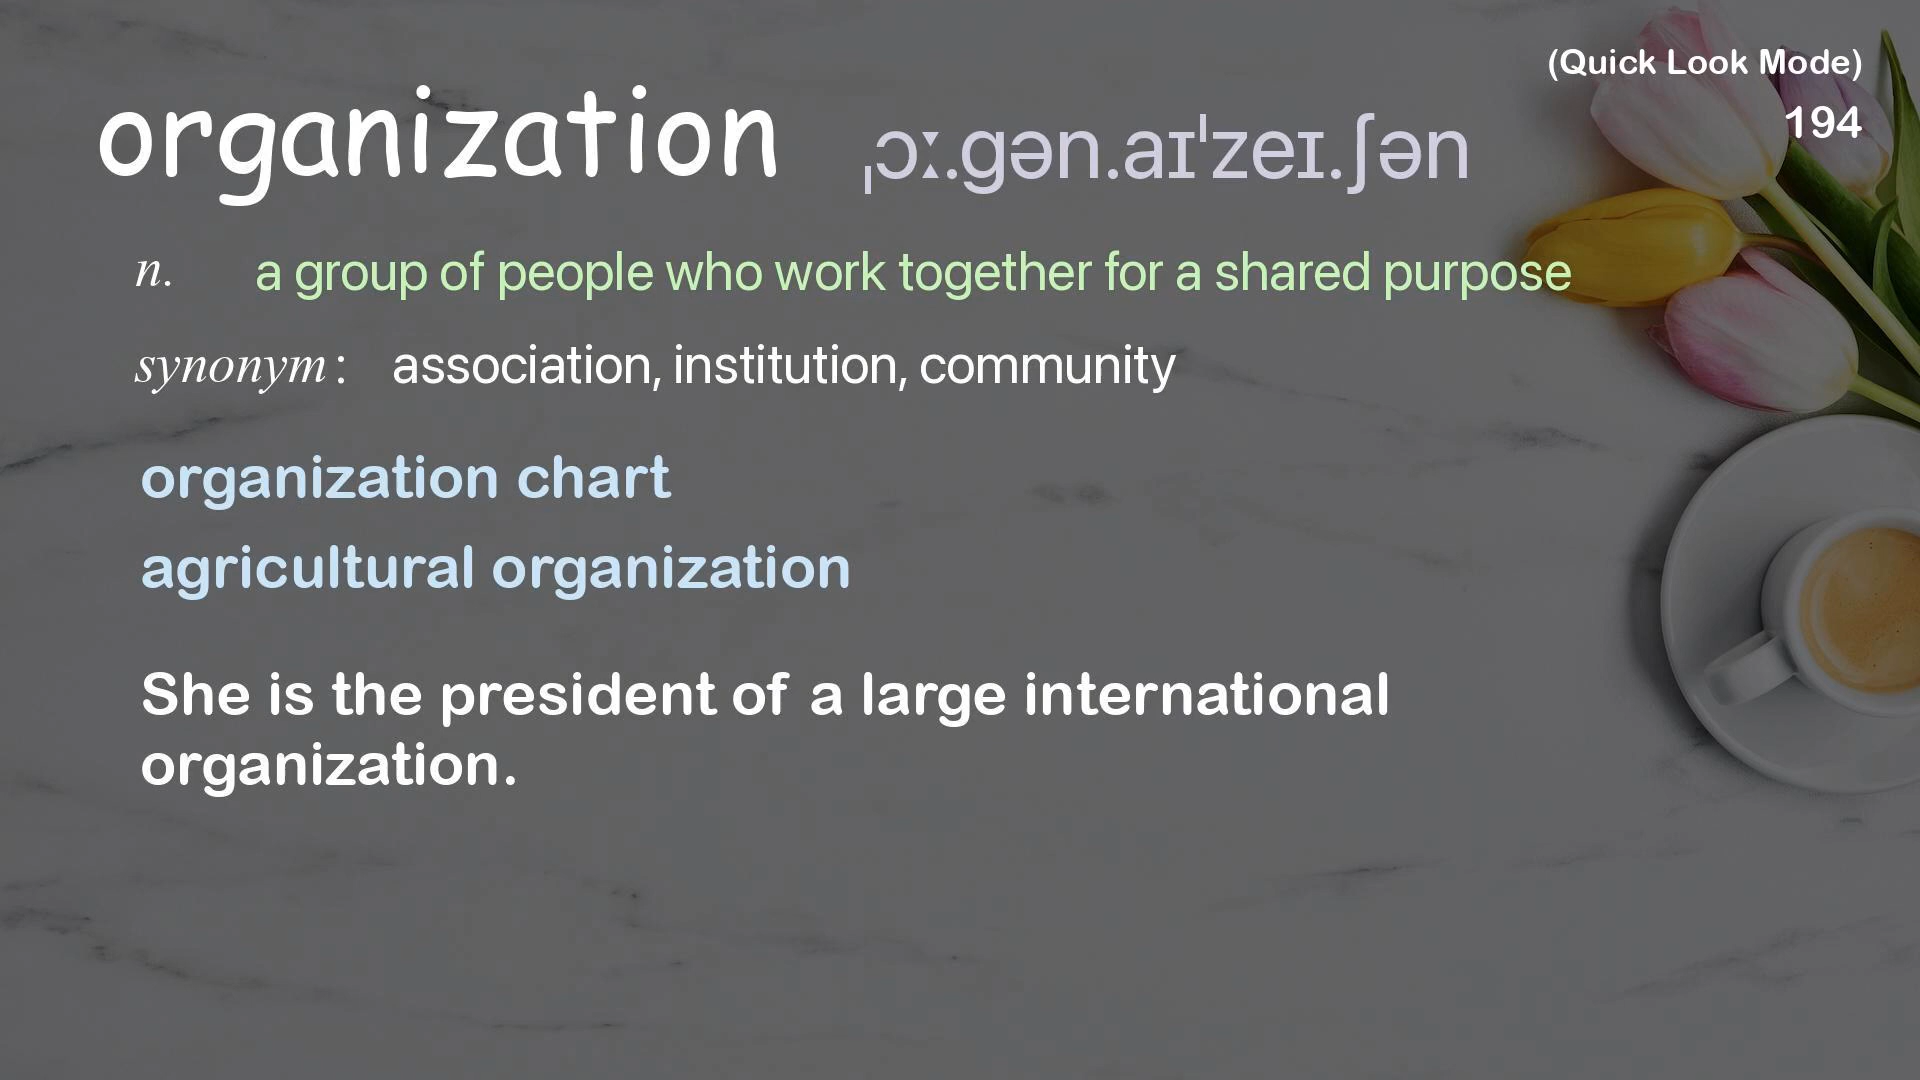 (Quick Look Mode)
194
organization ˌɔː.gən.aɪˈzeɪ.ʃən
n. a group of people who work together for a shared purpose
synonym: association, institution, community
organization chart
agricultural organization
She is the president of a large international
organization.